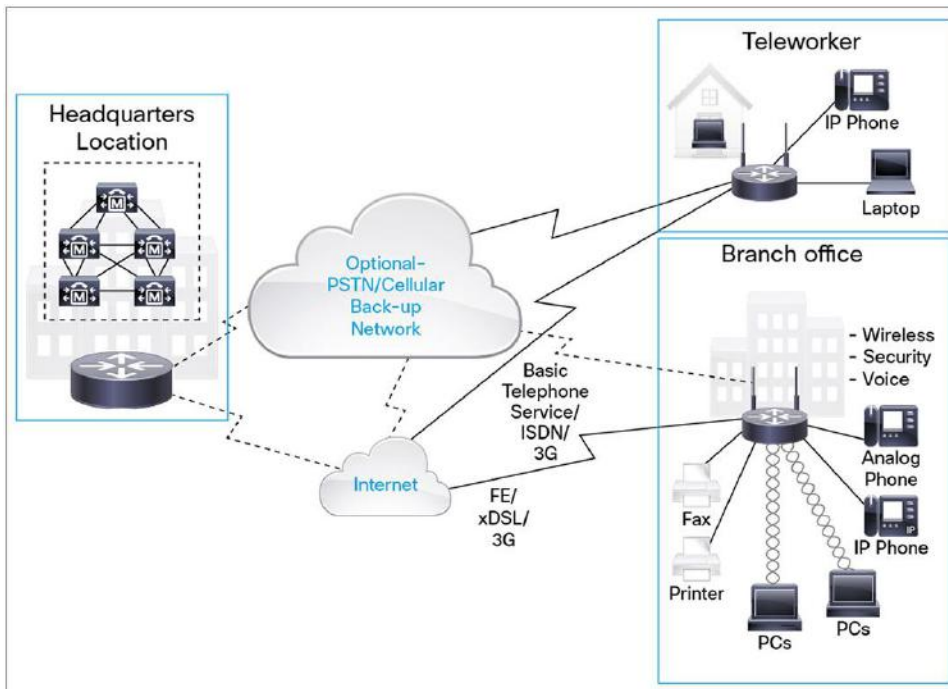 Headquarters
Location
M
M
M
M
M
Optional–
PSTN/Cellular
Back-up
Network
Internet
Basic
Telephone
Service/
ISDN/
3G
FE/
xDSL/
3G
Teleworker
IP Phone
Laptop
Branch office
– Wireless
– Security
– Voice
Analog
Phone
Fax
IP
IP Phone
Printer
PCs
PCs